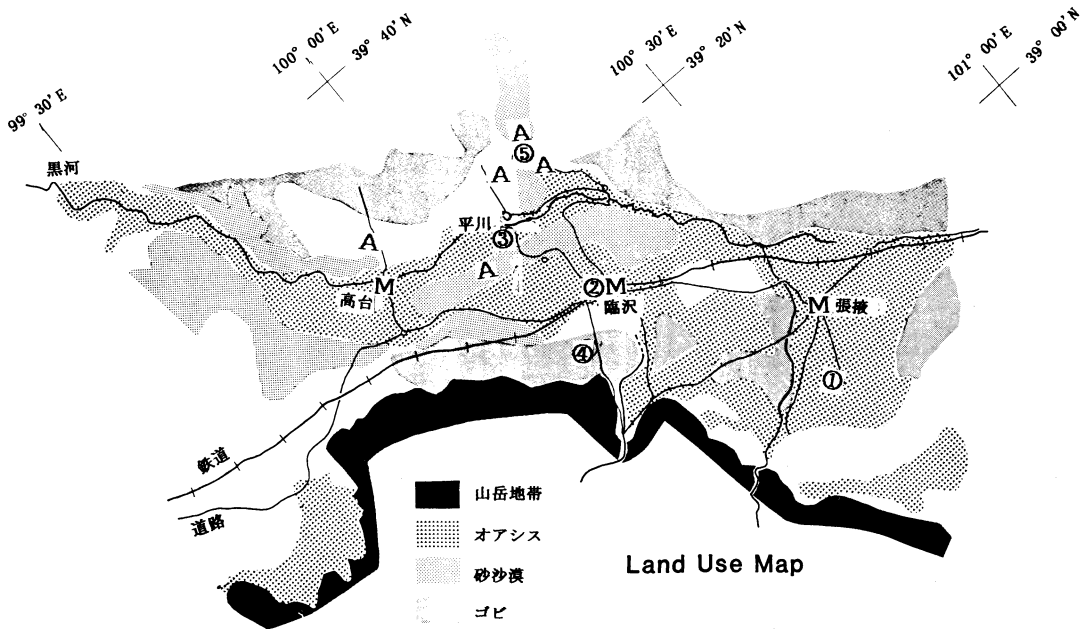 100° 00'E
39° 40'N
100° 30'E
39° 20'N
101° 00'E
39° 00'N
99° 30'E
黒河
A
⑤
A
A
平川
③
A
A
M
高台
②
M
臨沢
M
張掖
④
①
鉄道
道路
山岳地帯
オアシス
砂沙漠
ゴビ
Land Use Map